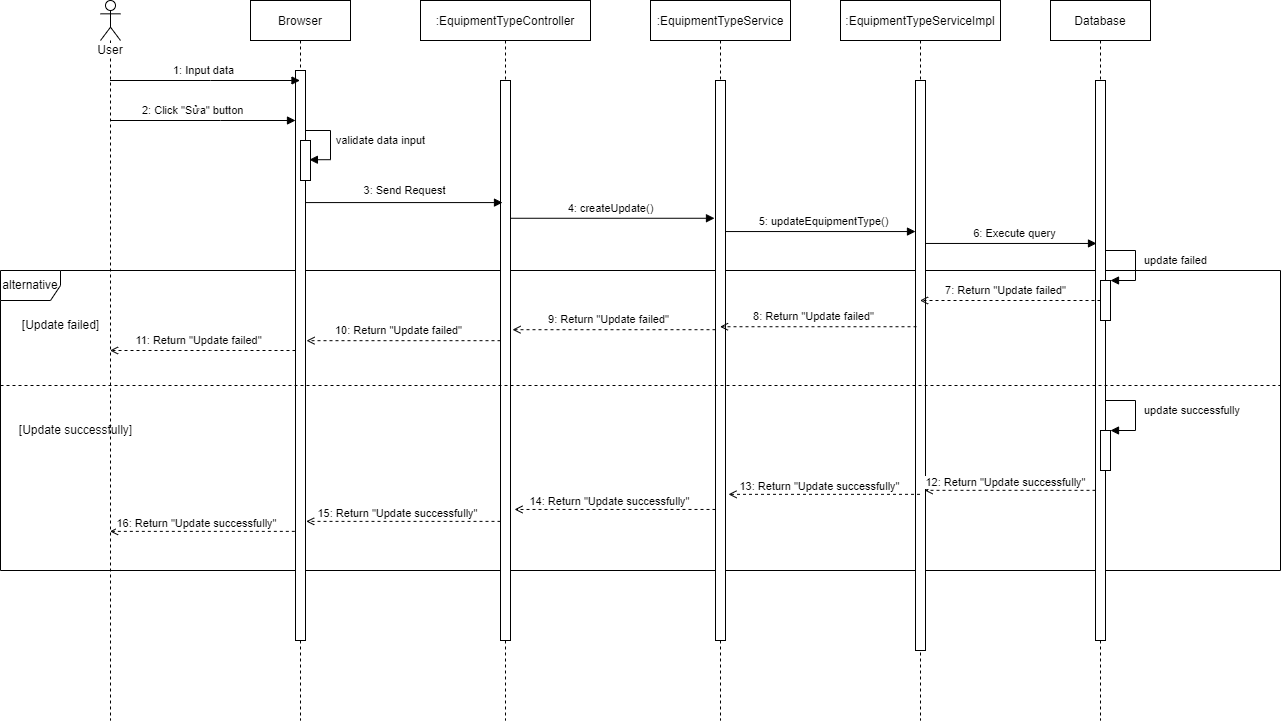 User
Browser
:EquipmentTypeController
:EquipmentTypeService
:EquipmentTypeServiceImpl
Database
1: Input data
2: Click "Sửa" button
validate data input
3: Send Request
4: createUpdate()
5: updateEquipmentType()
6: Execute query
update failed
alternative
[Update failed]
7: Return "Update failed"
8: Return "Update failed"
9: Return "Update failed"
10: Return "Update failed"
11: Return "Update failed"
update successfully
[Update successfully]
12: Return "Update successfully"
13: Return "Update successfully"
14: Return "Update successfully"
15: Return "Update successfully"
16: Return "Update successfully"